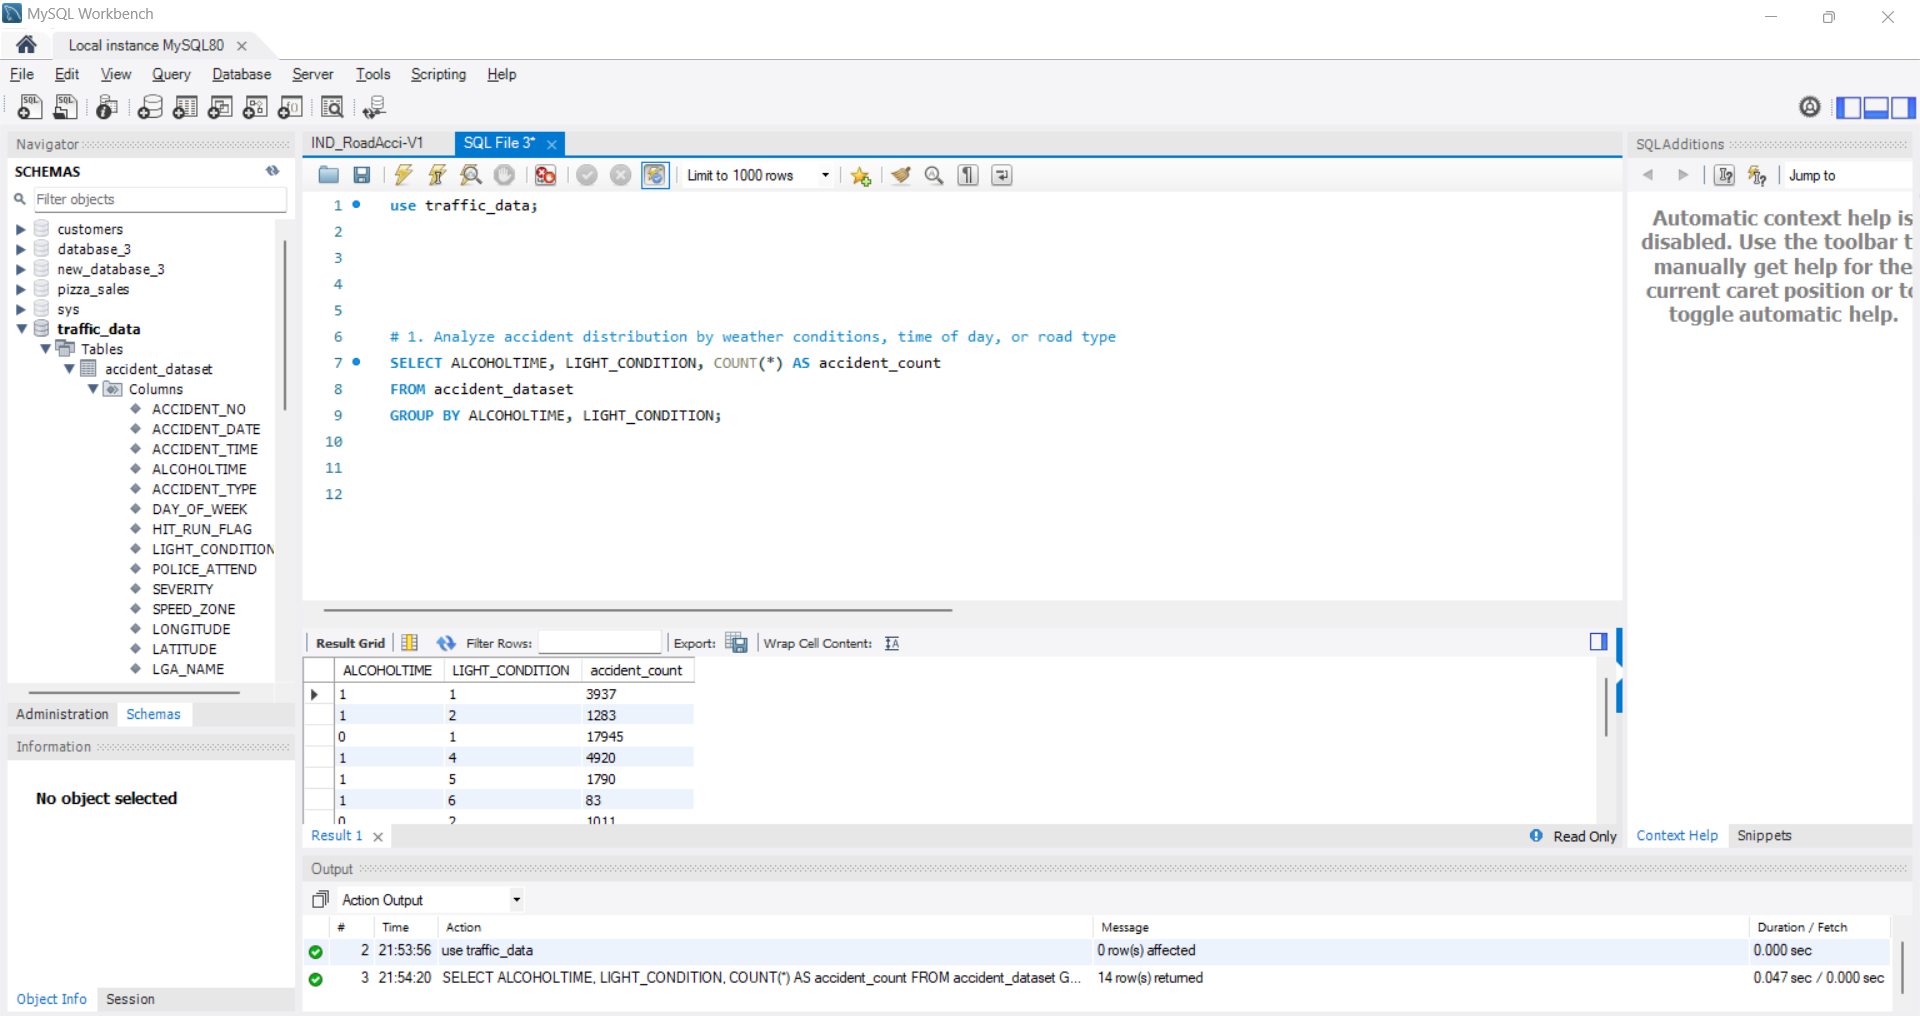 MySQL Workbench
Local instance MySQL80
File Edit View Query Database Server Tools Scripting Help
Navigator
SCHEMAS
Filter objects
customers
database_3
new_database_3
pizza_sales
sys
traffic_data
Tables
accident_dataset
Columns
ACCIDENT_NO
ACCIDENT_DATE
ACCIDENT_TIME
ALCOHOLTIME
ACCIDENT_TYPE
DAY_OF_WEEK
HIT_RUN_FLAG
LIGHT_CONDITION
POLICE_ATTEND
SEVERITY
SPEED_ZONE
LONGITUDE
LATITUDE
LGA_NAME
Administration Schemas
Information
No object selected
Object Info Session
IND_RoadAcci-V1 SQL File 3*
Limit to 1000 rows
1 use traffic_data;
2
3
4
5
6 # 1. Analyze accident distribution by weather conditions, time of day, or road type
7 SELECT ALCOHOLTIME, LIGHT_CONDITION, COUNT(*) AS accident_count
8 FROM accident_dataset
9 GROUP BY ALCOHOLTIME, LIGHT_CONDITION;
10
11
12
Result Grid Filter Rows: Export: Wrap Cell Content:
ALCOHOLTIME LIGHT_CONDITION accident_count
1 1 3937
1 2 1283
0 1 17945
1 4 4920
1 5 1790
1 6 83
0 2 1011
Result 1 Read Only
Output
Action Output
# Time Action Message Duration / Fetch
2 21:53:56 use traffic_data 0 row(s) affected 0.000 sec
3 21:54:20 SELECT ALCOHOLTIME, LIGHT_CONDITION, COUNT(*) AS accident_count FROM accident_dataset G... 14 row(s) returned 0.047 sec / 0.000 sec
SQLAdditions
Jump to
Automatic context help is
disabled. Use the toolbar t
manually get help for the
current caret position or to
toggle automatic help.
Context Help Snippets